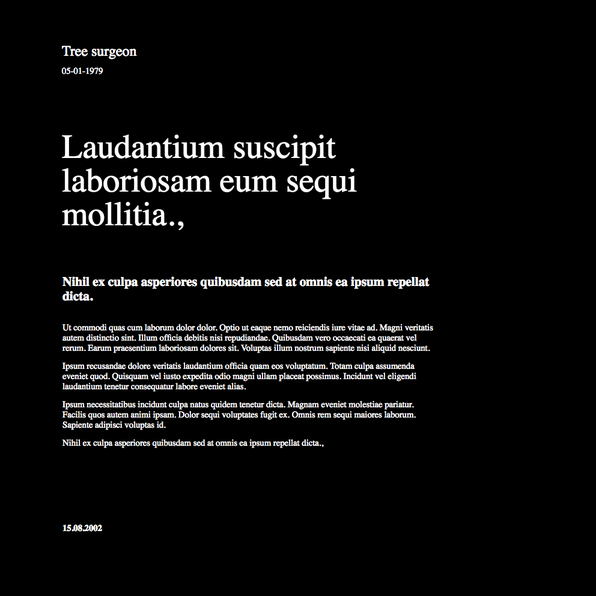 Tree surgeon
05-01-1979
Laudantium suscipit
laboriosam eum sequi
mollitia.,
Nihil ex culpa asperiores quibusdam sed at omnis ea ipsum repellat
dicta.
Ut commodi quas cum laborum dolor dolor. Optio ut eaque nemo reiciendis iure vitae ad. Magni veritatis
autem distinctio sint. Illum officia debitis nisi repudiandae. Quibusdam vero occaecati ea quaerat vel
rerum. Earum praesentium laboriosam dolores sit. Voluptas illum nostrum sapiente nisi aliquid nesciunt.
Ipsum recusandae dolore veritatis laudantium officia quam eos voluptatum. Totam culpa assumenda
eveniet quod. Quisquam vel iusto expedita odio magni ullam placeat possimus. Incidunt vel eligendi
laudantium tenetur consequatur labore eveniet alias.
Ipsum necessitatibus incidunt culpa natus quidem tenetur dicta. Magnam eveniet molestiae pariatur.
Facilis quos autem animi ipsam. Dolor sequi voluptates fugit ex. Omnis rem sequi maiores laborum.
Sapiente adipisci voluptas id.
Nihil ex culpa asperiores quibusdam sed at omnis ea ipsum repellat dicta.,
15.08.2002